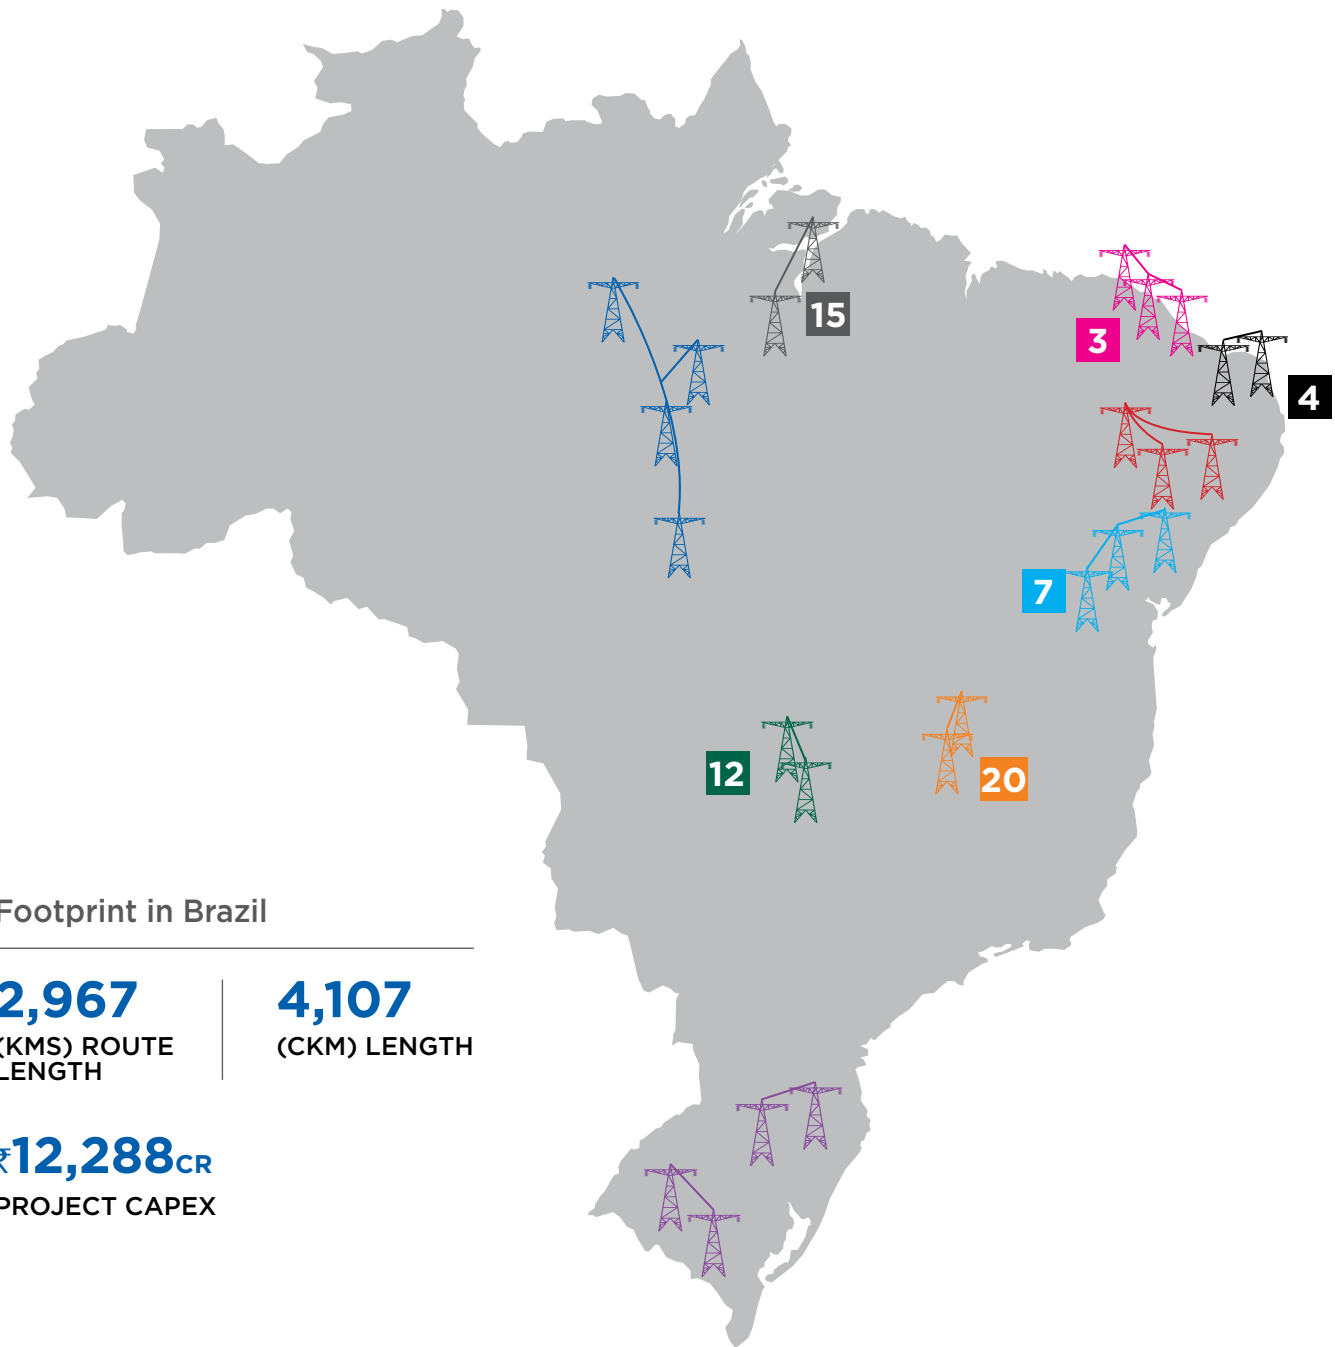 15
3
4
7
12
20
Footprint in Brazil
2,967
(KMS) ROUTE
LENGTH
4,107
(CKM) LENGTH
₹12,288CR
PROJECT CAPEX